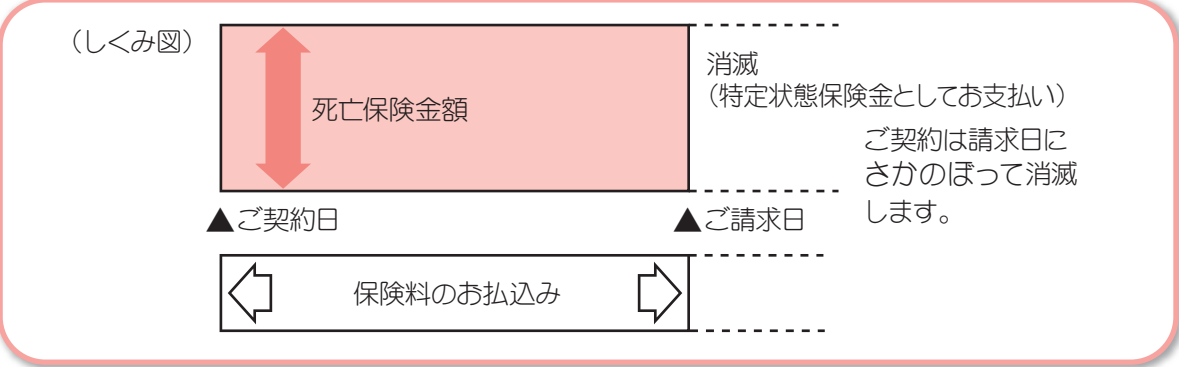 （しくみ図）
死亡保険金額
消滅
（特定状態保険金としてお支払い）
ご契約は請求日に
さかのぼって消滅
します。
▲ご契約日
▲ご請求日
保険料のお払込み